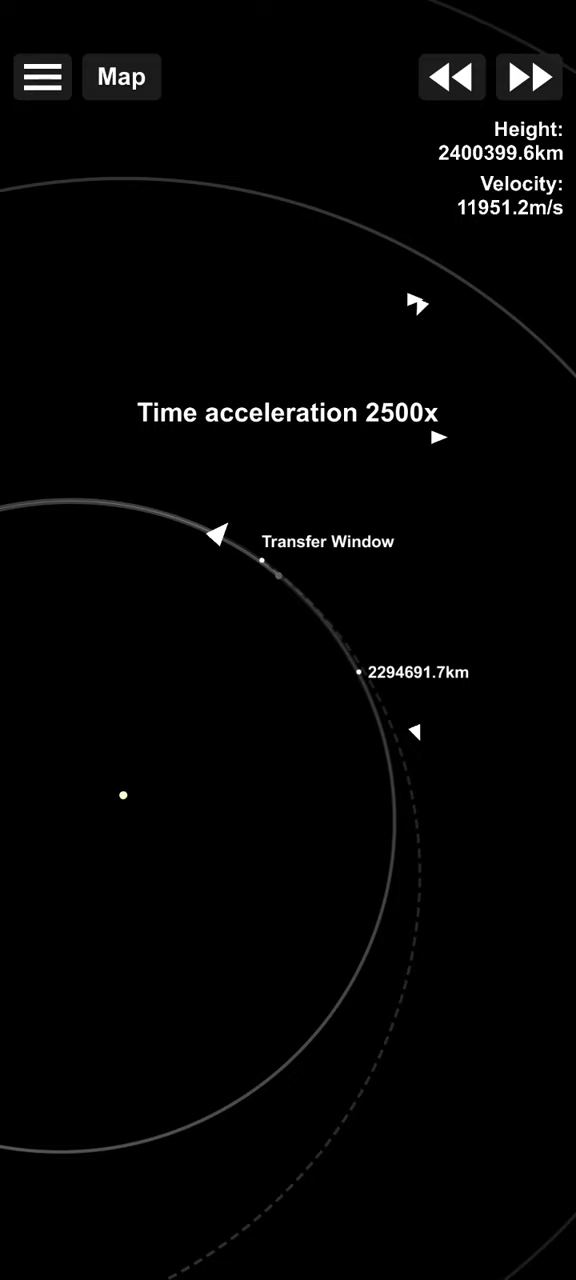 Map
Height:
2400399.6km
Velocity:
11951.2m/s
Time acceleration 2500x
Transfer Window
2294691.7km